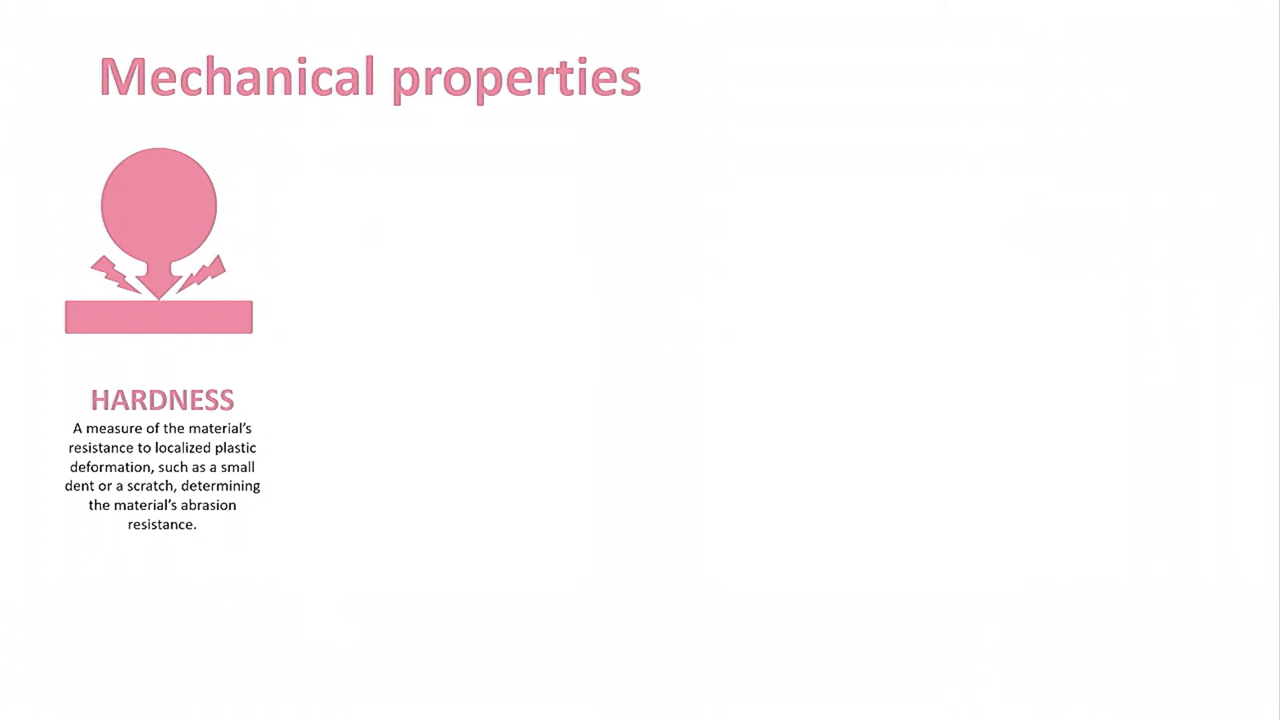 Mechanical properties
HARDNESS
A measure of the material’s
resistance to localized plastic
deformation, such as a small
dent or a scratch, determining
the material’s abrasion
resistance.